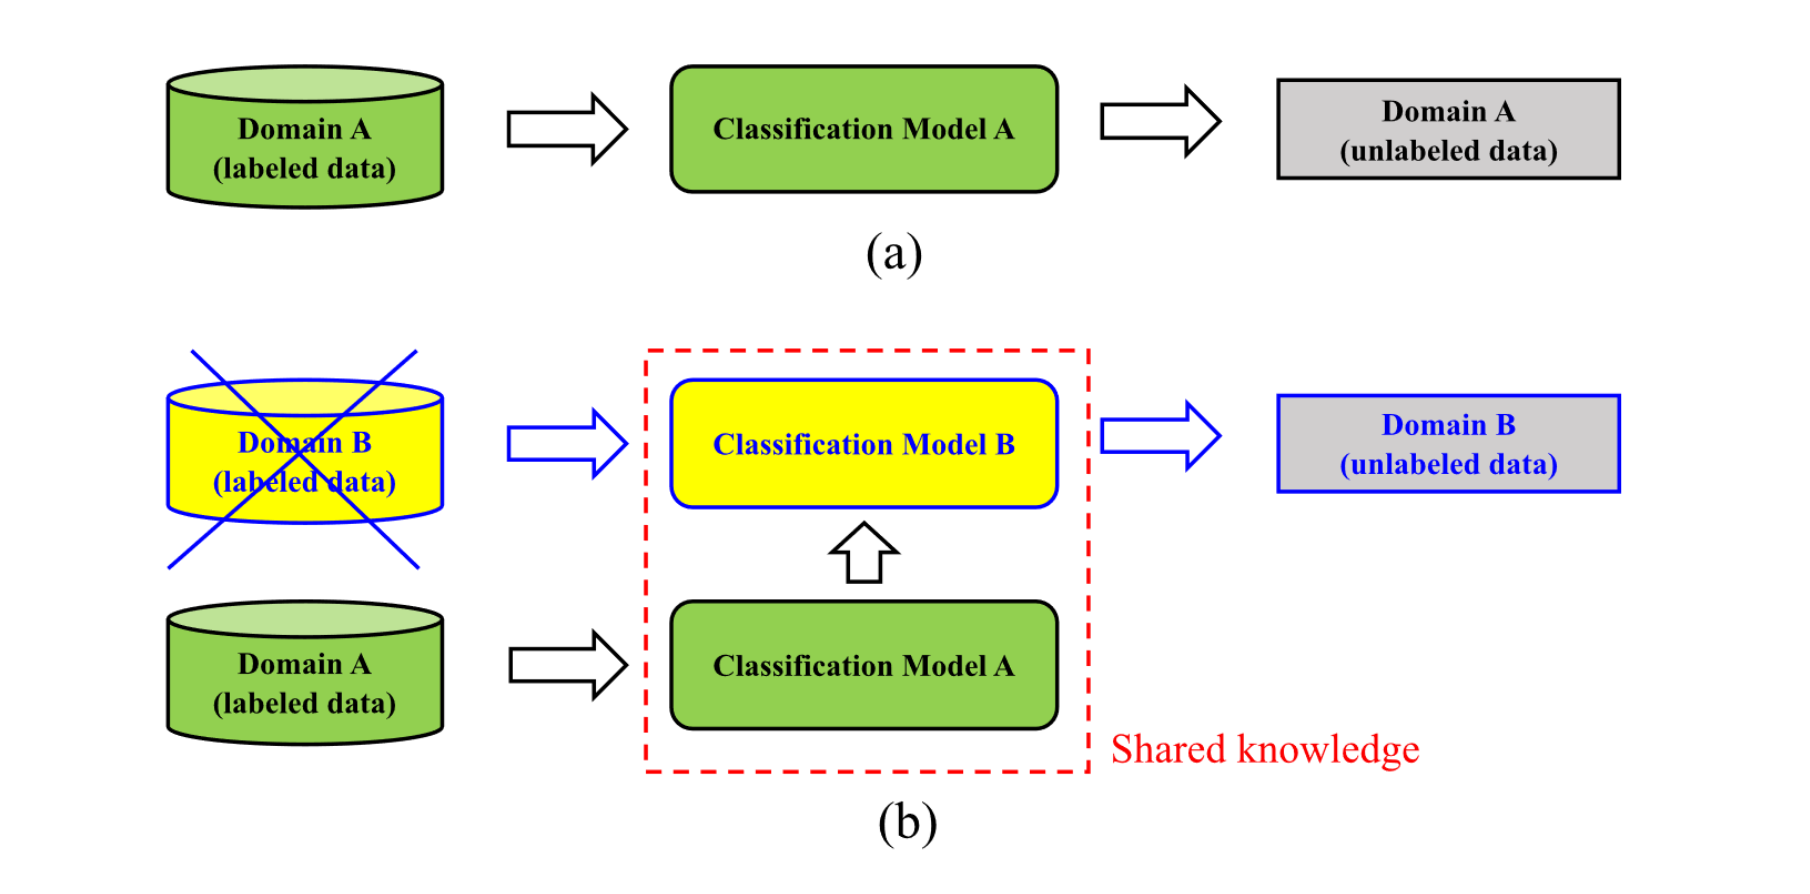 Domain A
(labeled data)
Classification Model A
Domain A
(unlabeled data)
(a)
Domain B
(labeled data)
Classification Model B
Domain B
(unlabeled data)
Domain A
(labeled data)
Classification Model A
Shared knowledge
(b)